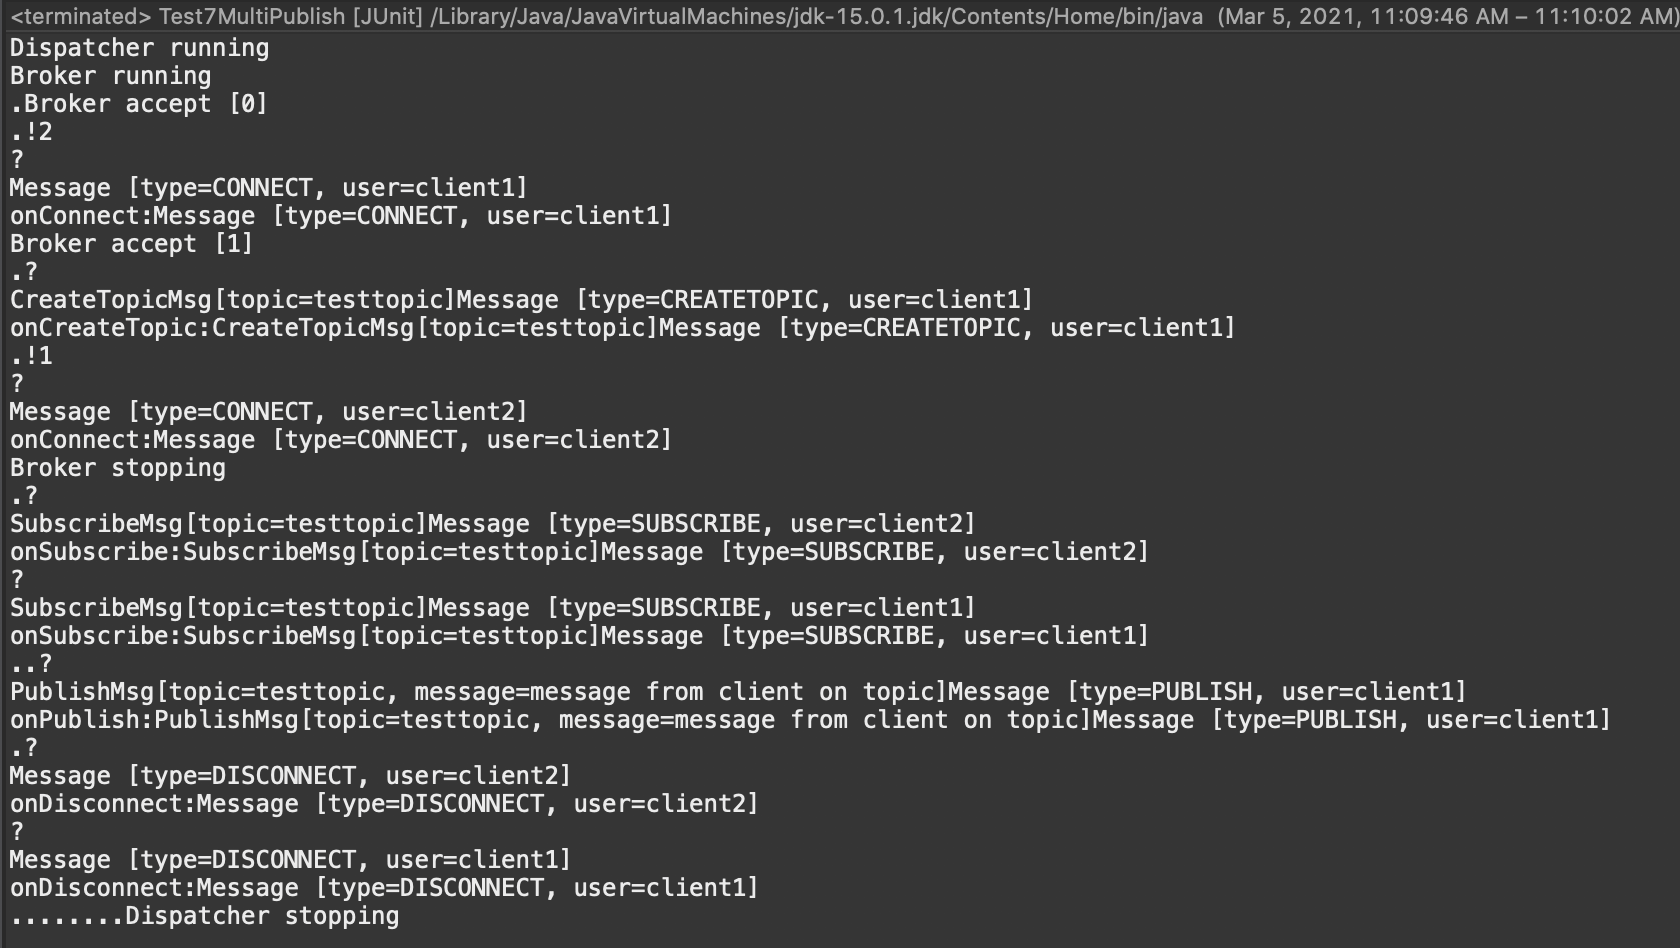 <terminated> Test7MultiPublish [JUnit] /Library/Java/JavaVirtualMachines/jdk-15.0.1.jdk/Contents/Home/bin/java (Mar 5, 2021, 11:09:46 AM – 11:10:02 AM)
Dispatcher running
Broker running
.Broker accept [0]
.!2
?
Message [type=CONNECT, user=client1]
onConnect:Message [type=CONNECT, user=client1]
Broker accept [1]
.?
CreateTopicMsg[topic=testtopic]Message [type=CREATETOPIC, user=client1]
onCreateTopic:CreateTopicMsg[topic=testtopic]Message [type=CREATETOPIC, user=client1]
.!1
?
Message [type=CONNECT, user=client2]
onConnect:Message [type=CONNECT, user=client2]
Broker stopping
.?
SubscribeMsg[topic=testtopic]Message [type=SUBSCRIBE, user=client2]
onSubscribe:SubscribeMsg[topic=testtopic]Message [type=SUBSCRIBE, user=client2]
?
SubscribeMsg[topic=testtopic]Message [type=SUBSCRIBE, user=client1]
onSubscribe:SubscribeMsg[topic=testtopic]Message [type=SUBSCRIBE, user=client1]
..?
PublishMsg[topic=testtopic, message=message from client on topic]Message [type=PUBLISH, user=client1]
onPublish:PublishMsg[topic=testtopic, message=message from client on topic]Message [type=PUBLISH, user=client1]
.?
Message [type=DISCONNECT, user=client2]
onDisconnect:Message [type=DISCONNECT, user=client2]
?
Message [type=DISCONNECT, user=client1]
onDisconnect:Message [type=DISCONNECT, user=client1]
........Dispatcher stopping